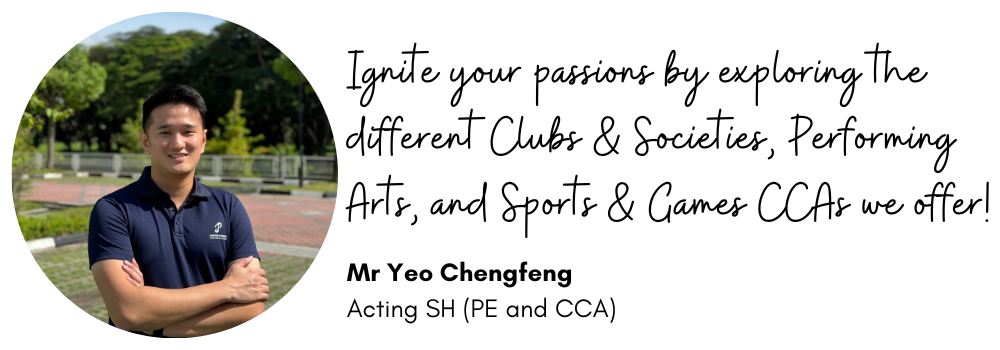 Ignite your passions by exploring the
different Clubs & Societies, Performing
Arts, and Sports & Games CCAs we offer!
Mr Yeo Chengfeng
Acting SH (PE and CCA)